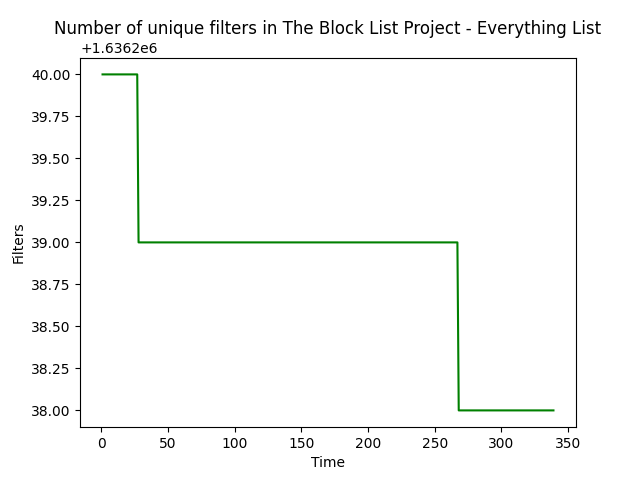 Number of unique filters in The Block List Project - Everything List
+1.6362e6
40.00
39.75
39.50
39.25
39.00
38.75
38.50
38.25
38.00
Filters
0 50 100 150 200 250 300 350
Time